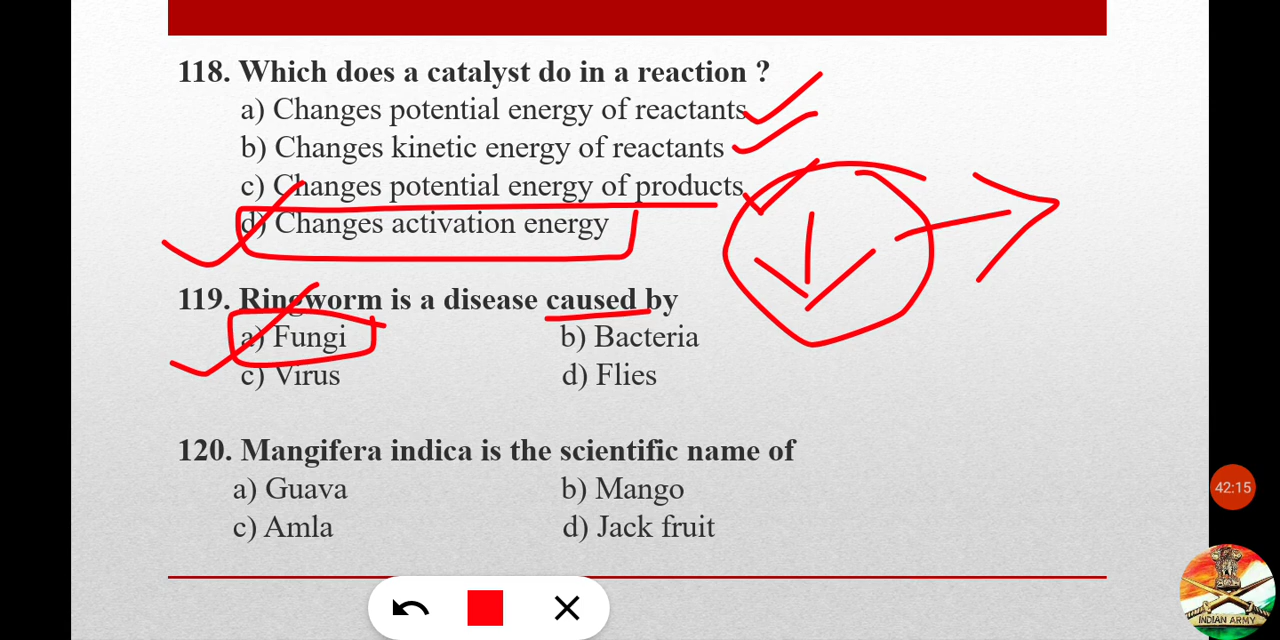 118. Which does a catalyst do in a reaction ?
a) Changes potential energy of reactants
b) Changes kinetic energy of reactants
c) Changes potential energy of products
d) Changes activation energy
119. Ringworm is a disease caused by
a) Fungi b) Bacteria
c) Virus d) Flies
120. Mangifera indica is the scientific name of
a) Guava b) Mango
42:15
c) Amla d) Jack fruit
INDIAN ARMY